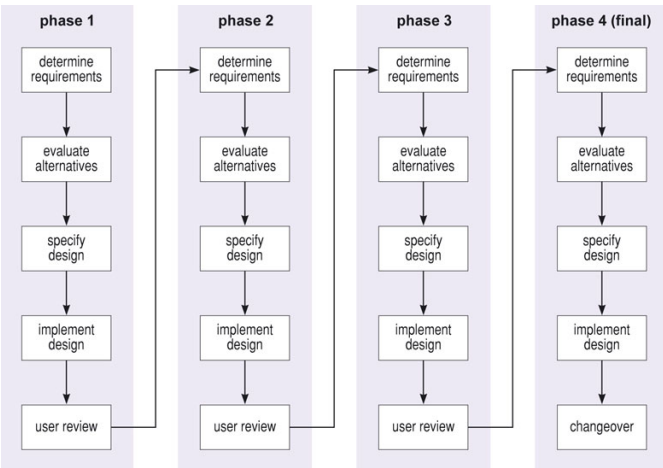 phase 1
determine
requirements
evaluate
alternatives
specify
design
implement
design
user review
phase 2
determine
requirements
evaluate
alternatives
specify
design
implement
design
user review
phase 3
determine
requirements
evaluate
alternatives
specify
design
implement
design
user review
phase 4 (final)
determine
requirements
evaluate
alternatives
specify
design
implement
design
changeover